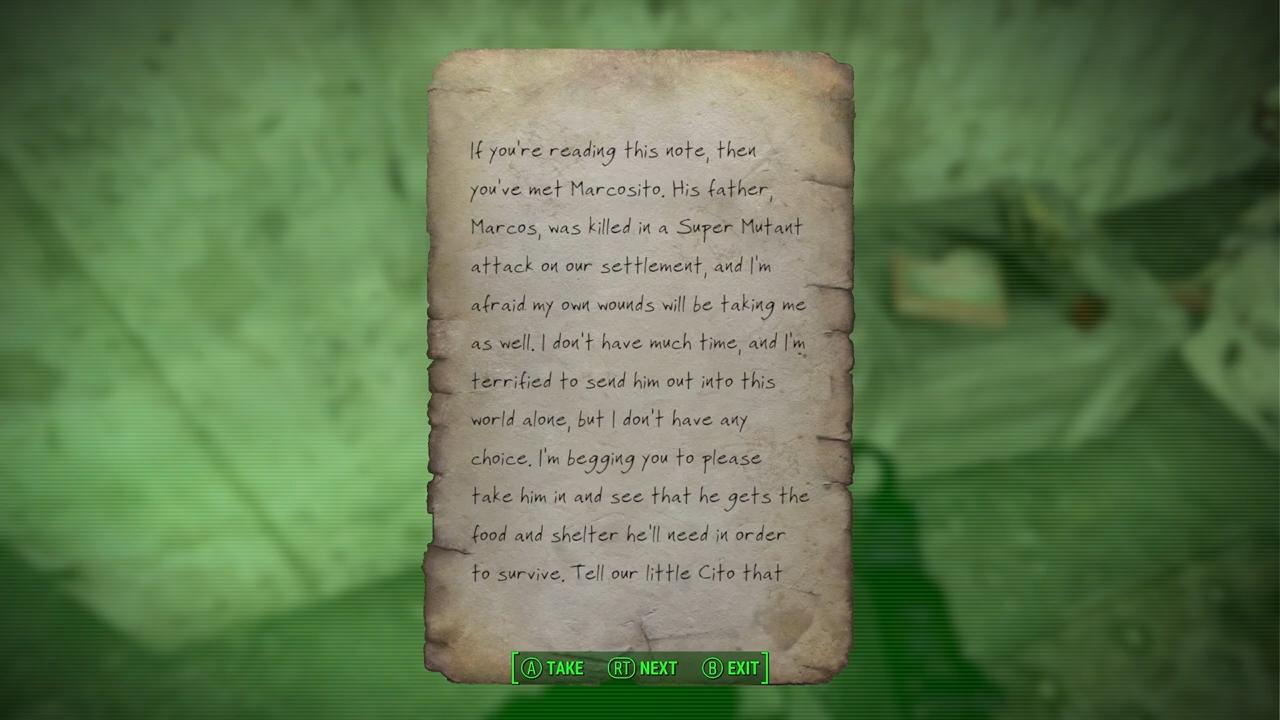 If you're reading this note, then
you've met Marcosito. His father,
Marcos, was killed in a Super Mutant
attack on our settlement, and I'm
afraid my own wounds will be taking me
as well. I don't have much time, and I'm
terrified to send him out into this
world alone, but I don't have any
choice. I'm begging you to please
take him in and see that he gets the
food and shelter he'll need in order
to survive. Tell our little Cito that
A TAKE RT NEXT B EXIT